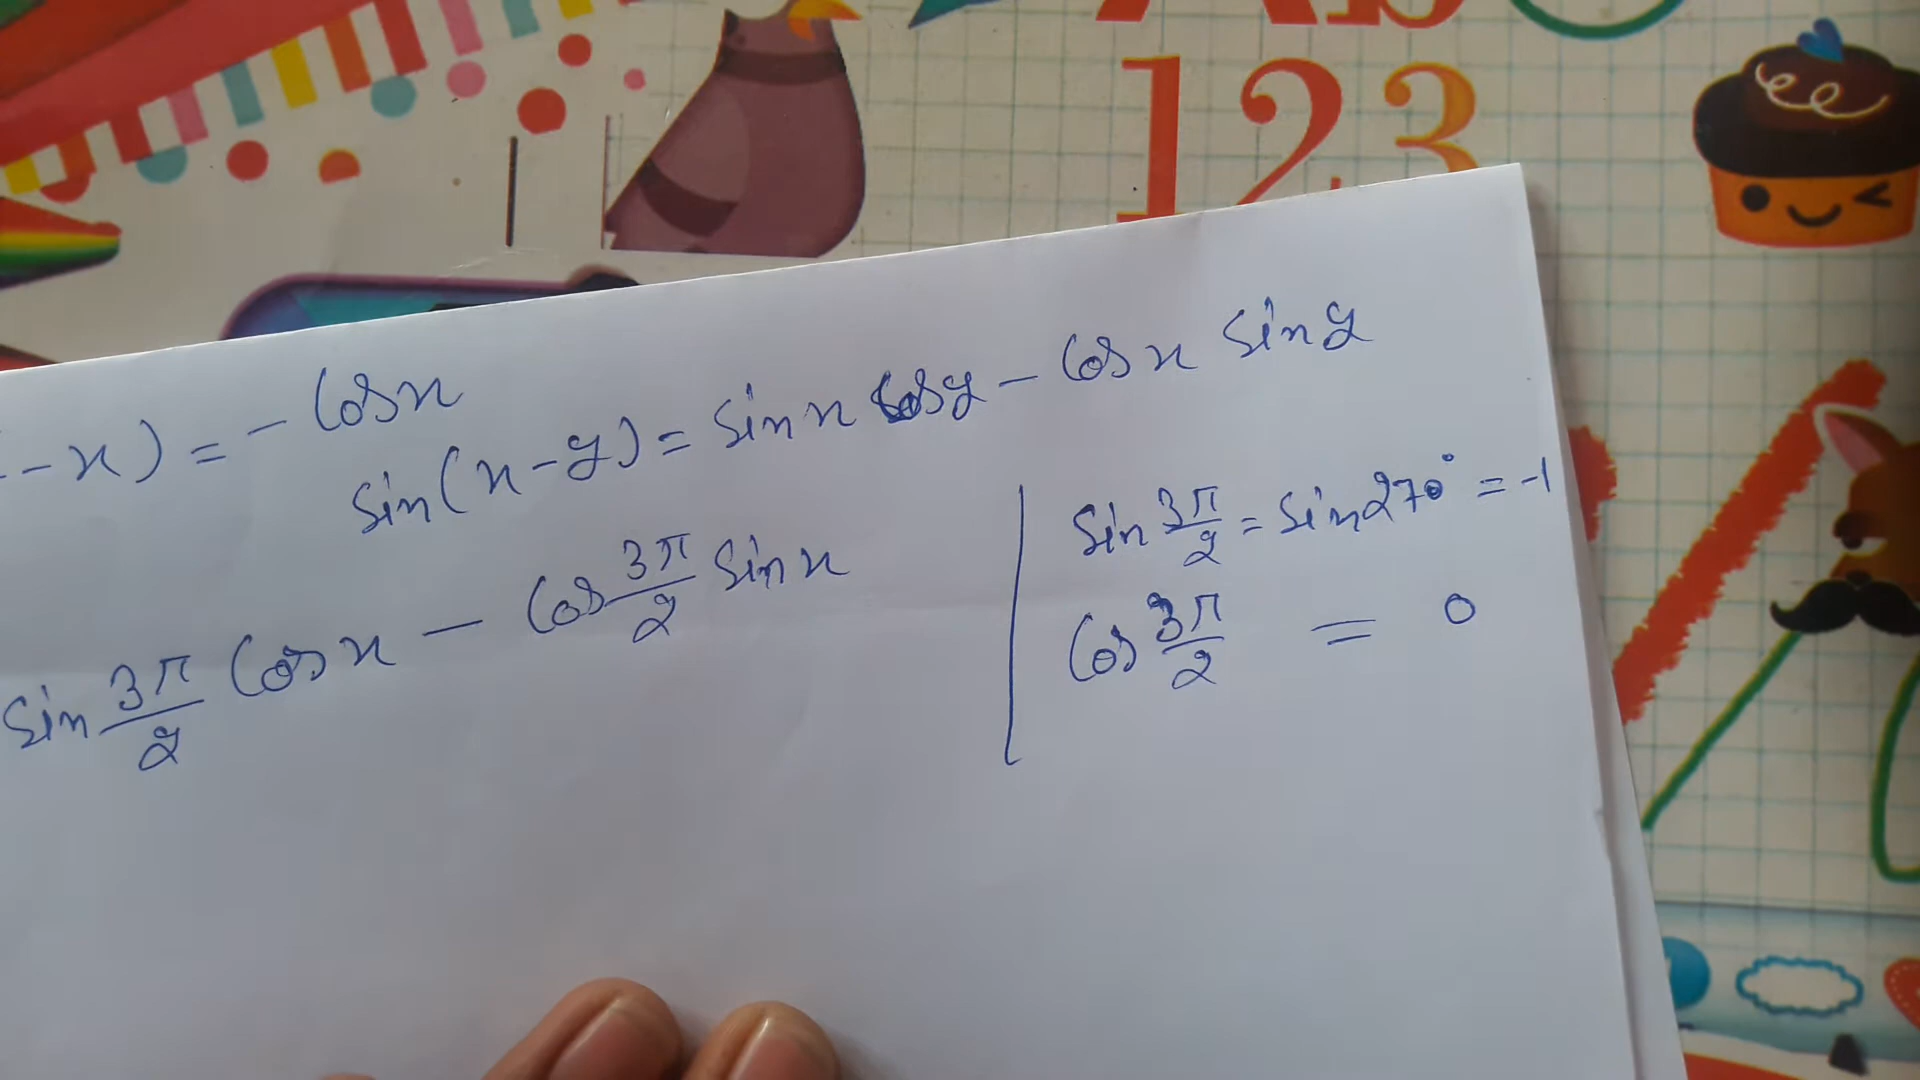 Ab
123
- x) = - Cos x
Sin(x-y) = Sin x Cos y - Cos x Sin y
Sin 3π/2 Cos x - Cos 3π/2 Sin x
Sin 3π/2 = Sin 270° = -1
Cos 3π/2 = 0